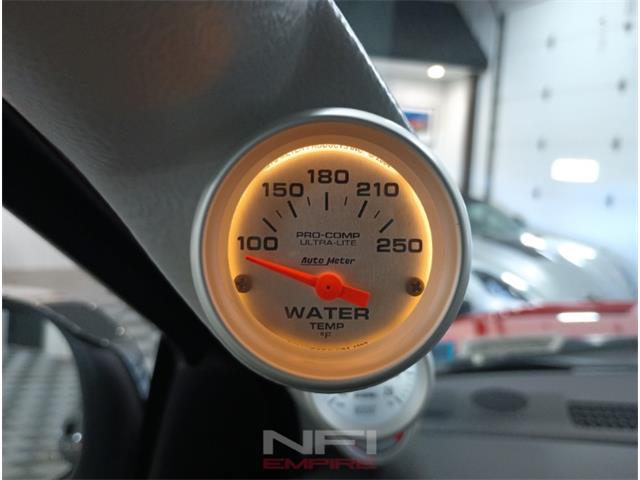 180
150 210
100 250
PRO-COMP
ULTRA-LITE
Auto Meter
WATER
TEMP
°F
NFI
EMPIRE